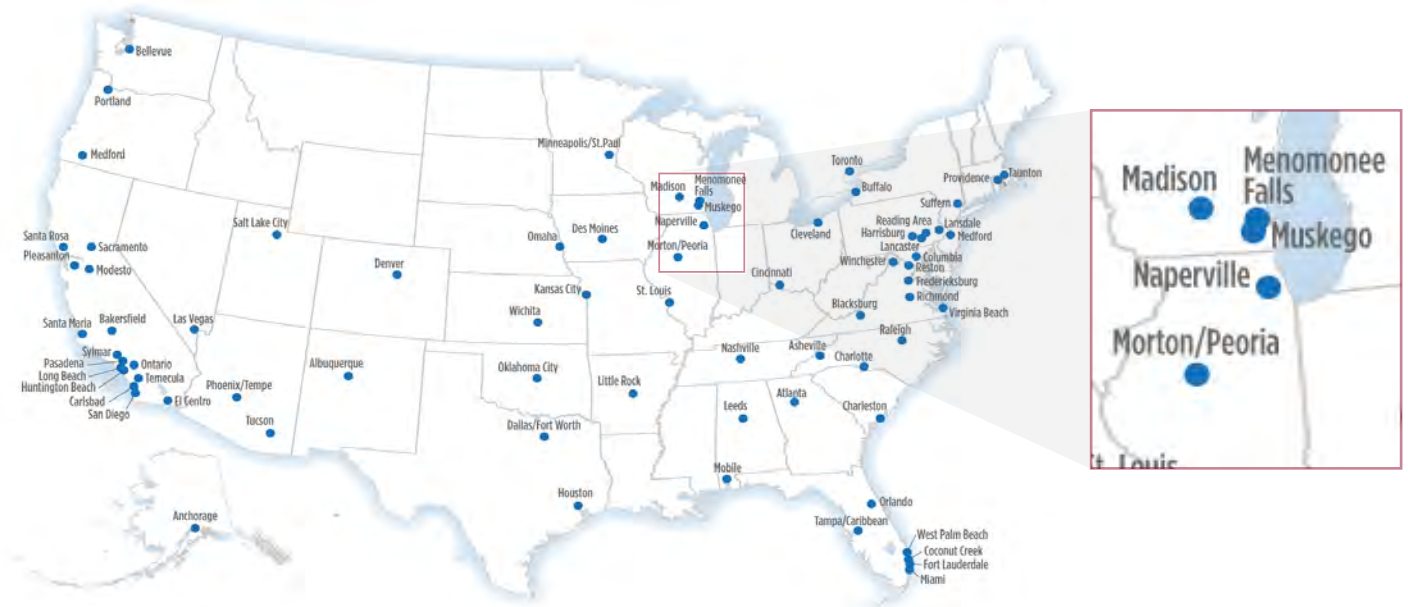 Bellevue
Portland
Medford
Minneapolis/St.Paul
Madison
Menomonee
Falls
Muskego
Naperville
Morton/Peoria
Toronto
Buffalo
Providence
Taunton
Suffern
Cleveland
Reading Area
Harrisburg
Lancaster
Lansdale
Medford
Columbia
Winchester
Reston
Fredericksburg
Richmond
Virginia Beach
Salt Lake City
Santa Rosa
Sacramento
Pleasanton
Modesto
Denver
Omaha
Des Moines
Kansas City
St. Louis
Cincinnati
Blacksburg
Raleigh
Santa Maria
Bakersfield
Las Vegas
Wichita
Nashville
Asheville
Charlotte
Sylmar
Pasadena
Long Beach
Huntington Beach
Carlsbad
San Diego
Ontario
Temecula
El Centro
Phoenix/Tempe
Tucson
Albuquerque
Oklahoma City
Little Rock
Leeds
Atlanta
Charleston
Dallas/Fort Worth
Mobile
Houston
Orlando
Tampa/Caribbean
West Palm Beach
Coconut Creek
Fort Lauderdale
Miami
Anchorage
Madison
Menomonee
Falls
Muskego
Naperville
Morton/Peoria
St. Louis